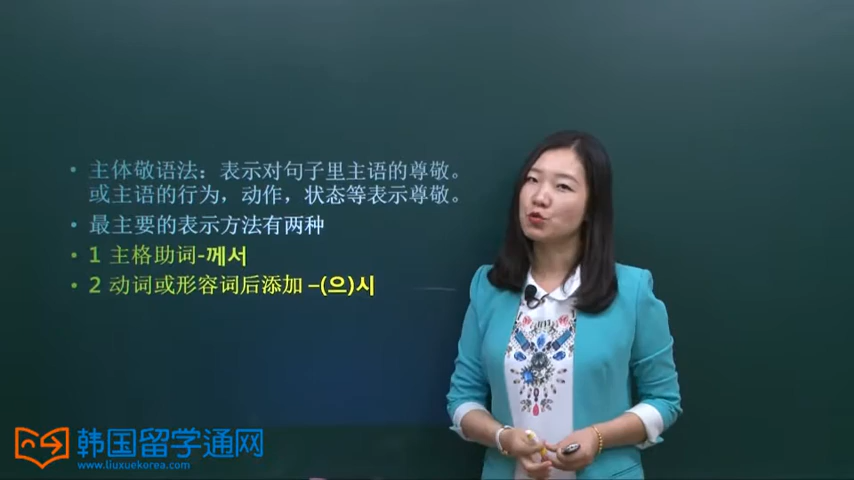 • 主体敬语法：表示对句子里主语的尊敬。
或主语的行为，动作，状态等表示尊敬。
• 最主要的表示方法有两种
• 1 主格助词-께서
• 2 动词或形容词后添加 –(으)시
韩国留学通网
www.liuxuekorea.com